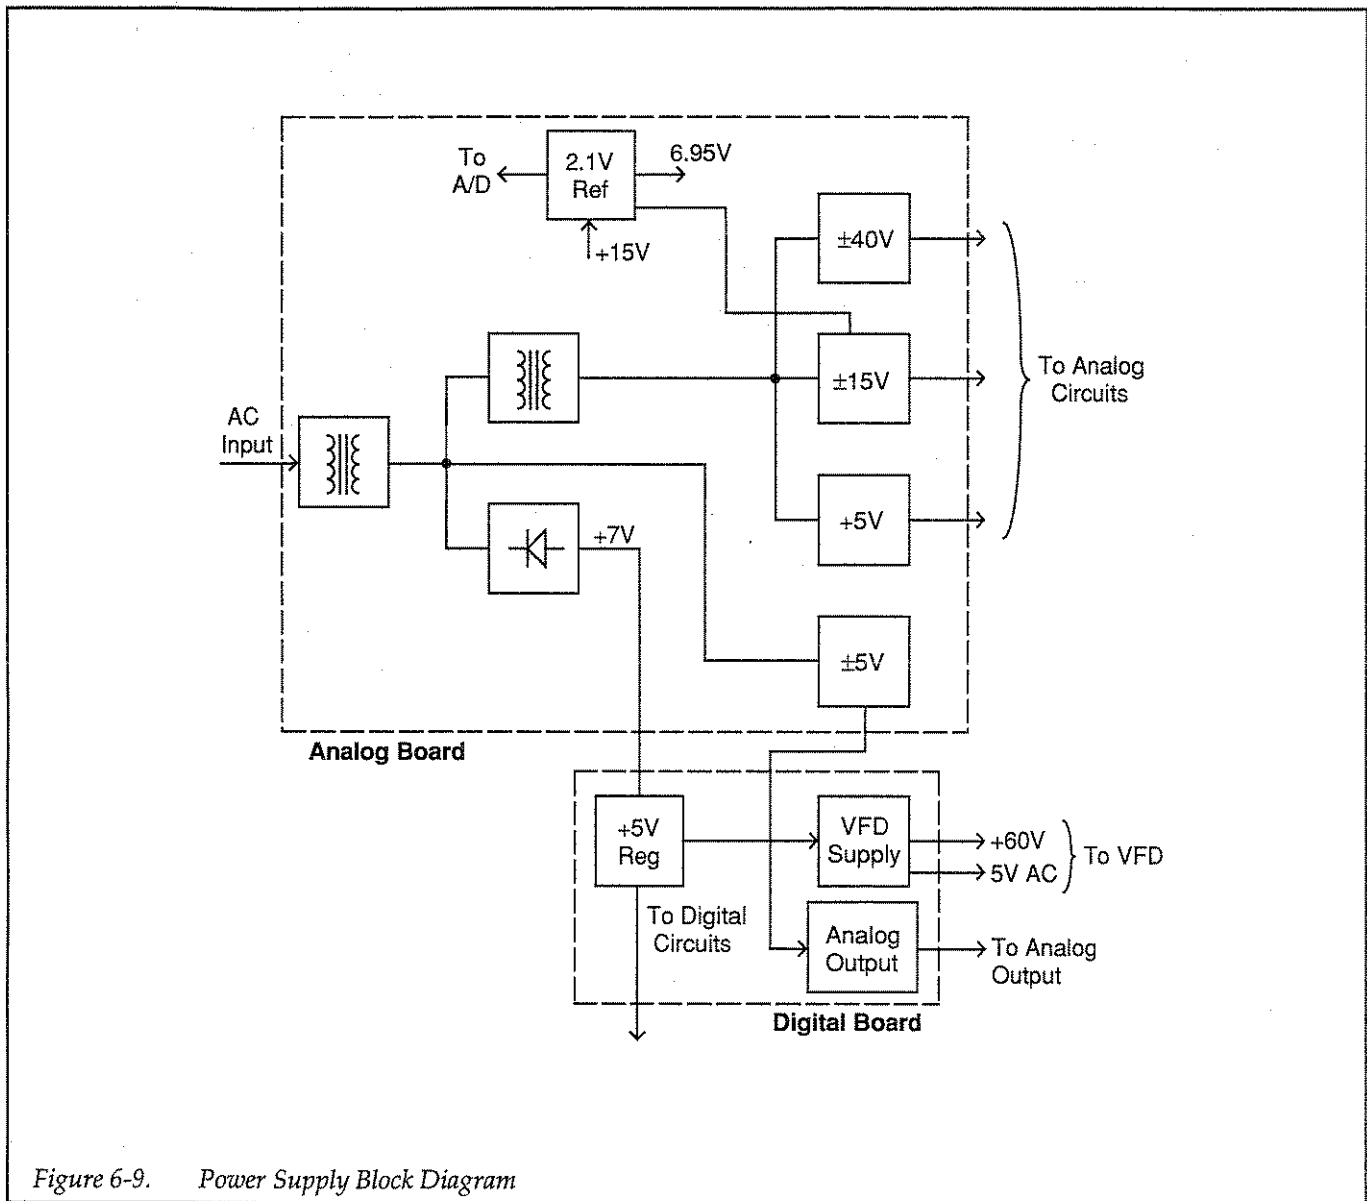 To
A/D
2.1V
Ref
6.95V
+15V
±40V
±15V
To Analog
Circuits
AC
Input
+7V
+5V
±5V
Analog Board
+5V
Reg
VFD
Supply
+60V
5V AC
To VFD
To Digital
Circuits
Analog
Output
To Analog
Output
Digital Board
Figure 6-9. Power Supply Block Diagram